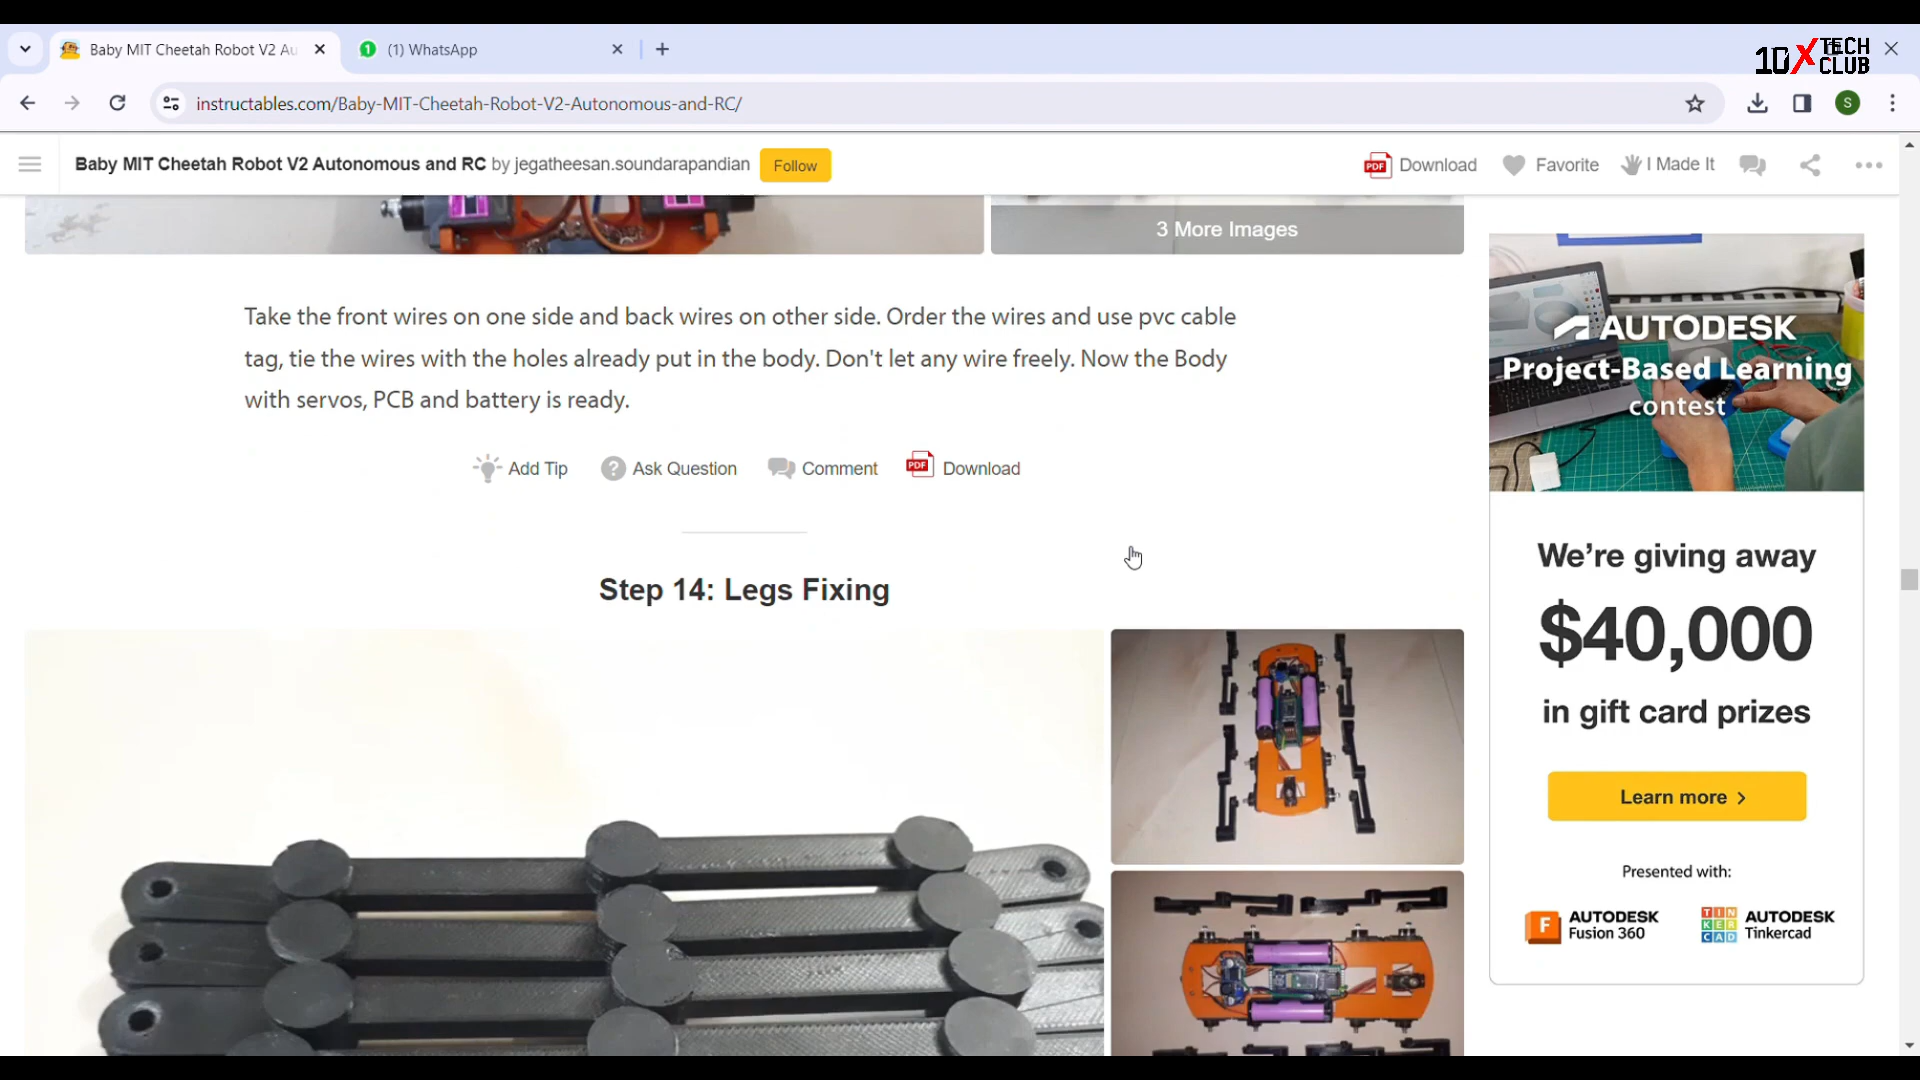 Baby MIT Cheetah Robot V2 Au
(1) WhatsApp
10X TECH CLUB
instructables.com/Baby-MIT-Cheetah-Robot-V2-Autonomous-and-RC/
S
Baby MIT Cheetah Robot V2 Autonomous and RC by jegatheesan.soundarapandian
Follow
PDF Download
Favorite
I Made It
3 More Images
Take the front wires on one side and back wires on other side. Order the wires and use pvc cable
tag, tie the wires with the holes already put in the body. Don't let any wire freely. Now the Body
with servos, PCB and battery is ready.
Add Tip
Ask Question
Comment
PDF Download
Step 14: Legs Fixing
AUTODESK
Project-Based Learning
contest
We're giving away
$40,000
in gift card prizes
Learn more
Presented with:
F AUTODESK
Fusion 360
TIN
KER
CAD
AUTODESK
Tinkercad